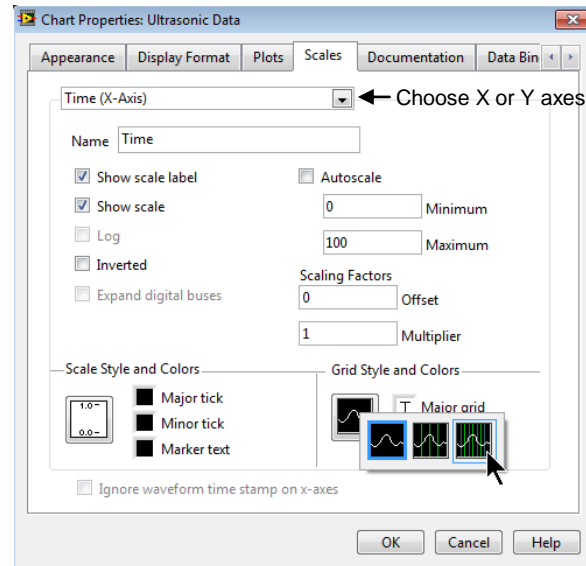 Chart Properties: Ultrasonic Data
Appearance Display Format Plots Scales Documentation Data Bin
Time (X-Axis) Choose X or Y axes
Name Time
Show scale label Autoscale
Show scale 0 Minimum
Log 100 Maximum
Inverted Scaling Factors
Expand digital buses 0 Offset
1 Multiplier
Scale Style and Colors Grid Style and Colors
1.0 Major tick T Major grid
0.0 Minor tick
Marker text
Ignore waveform time stamp on x-axes
OK Cancel Help